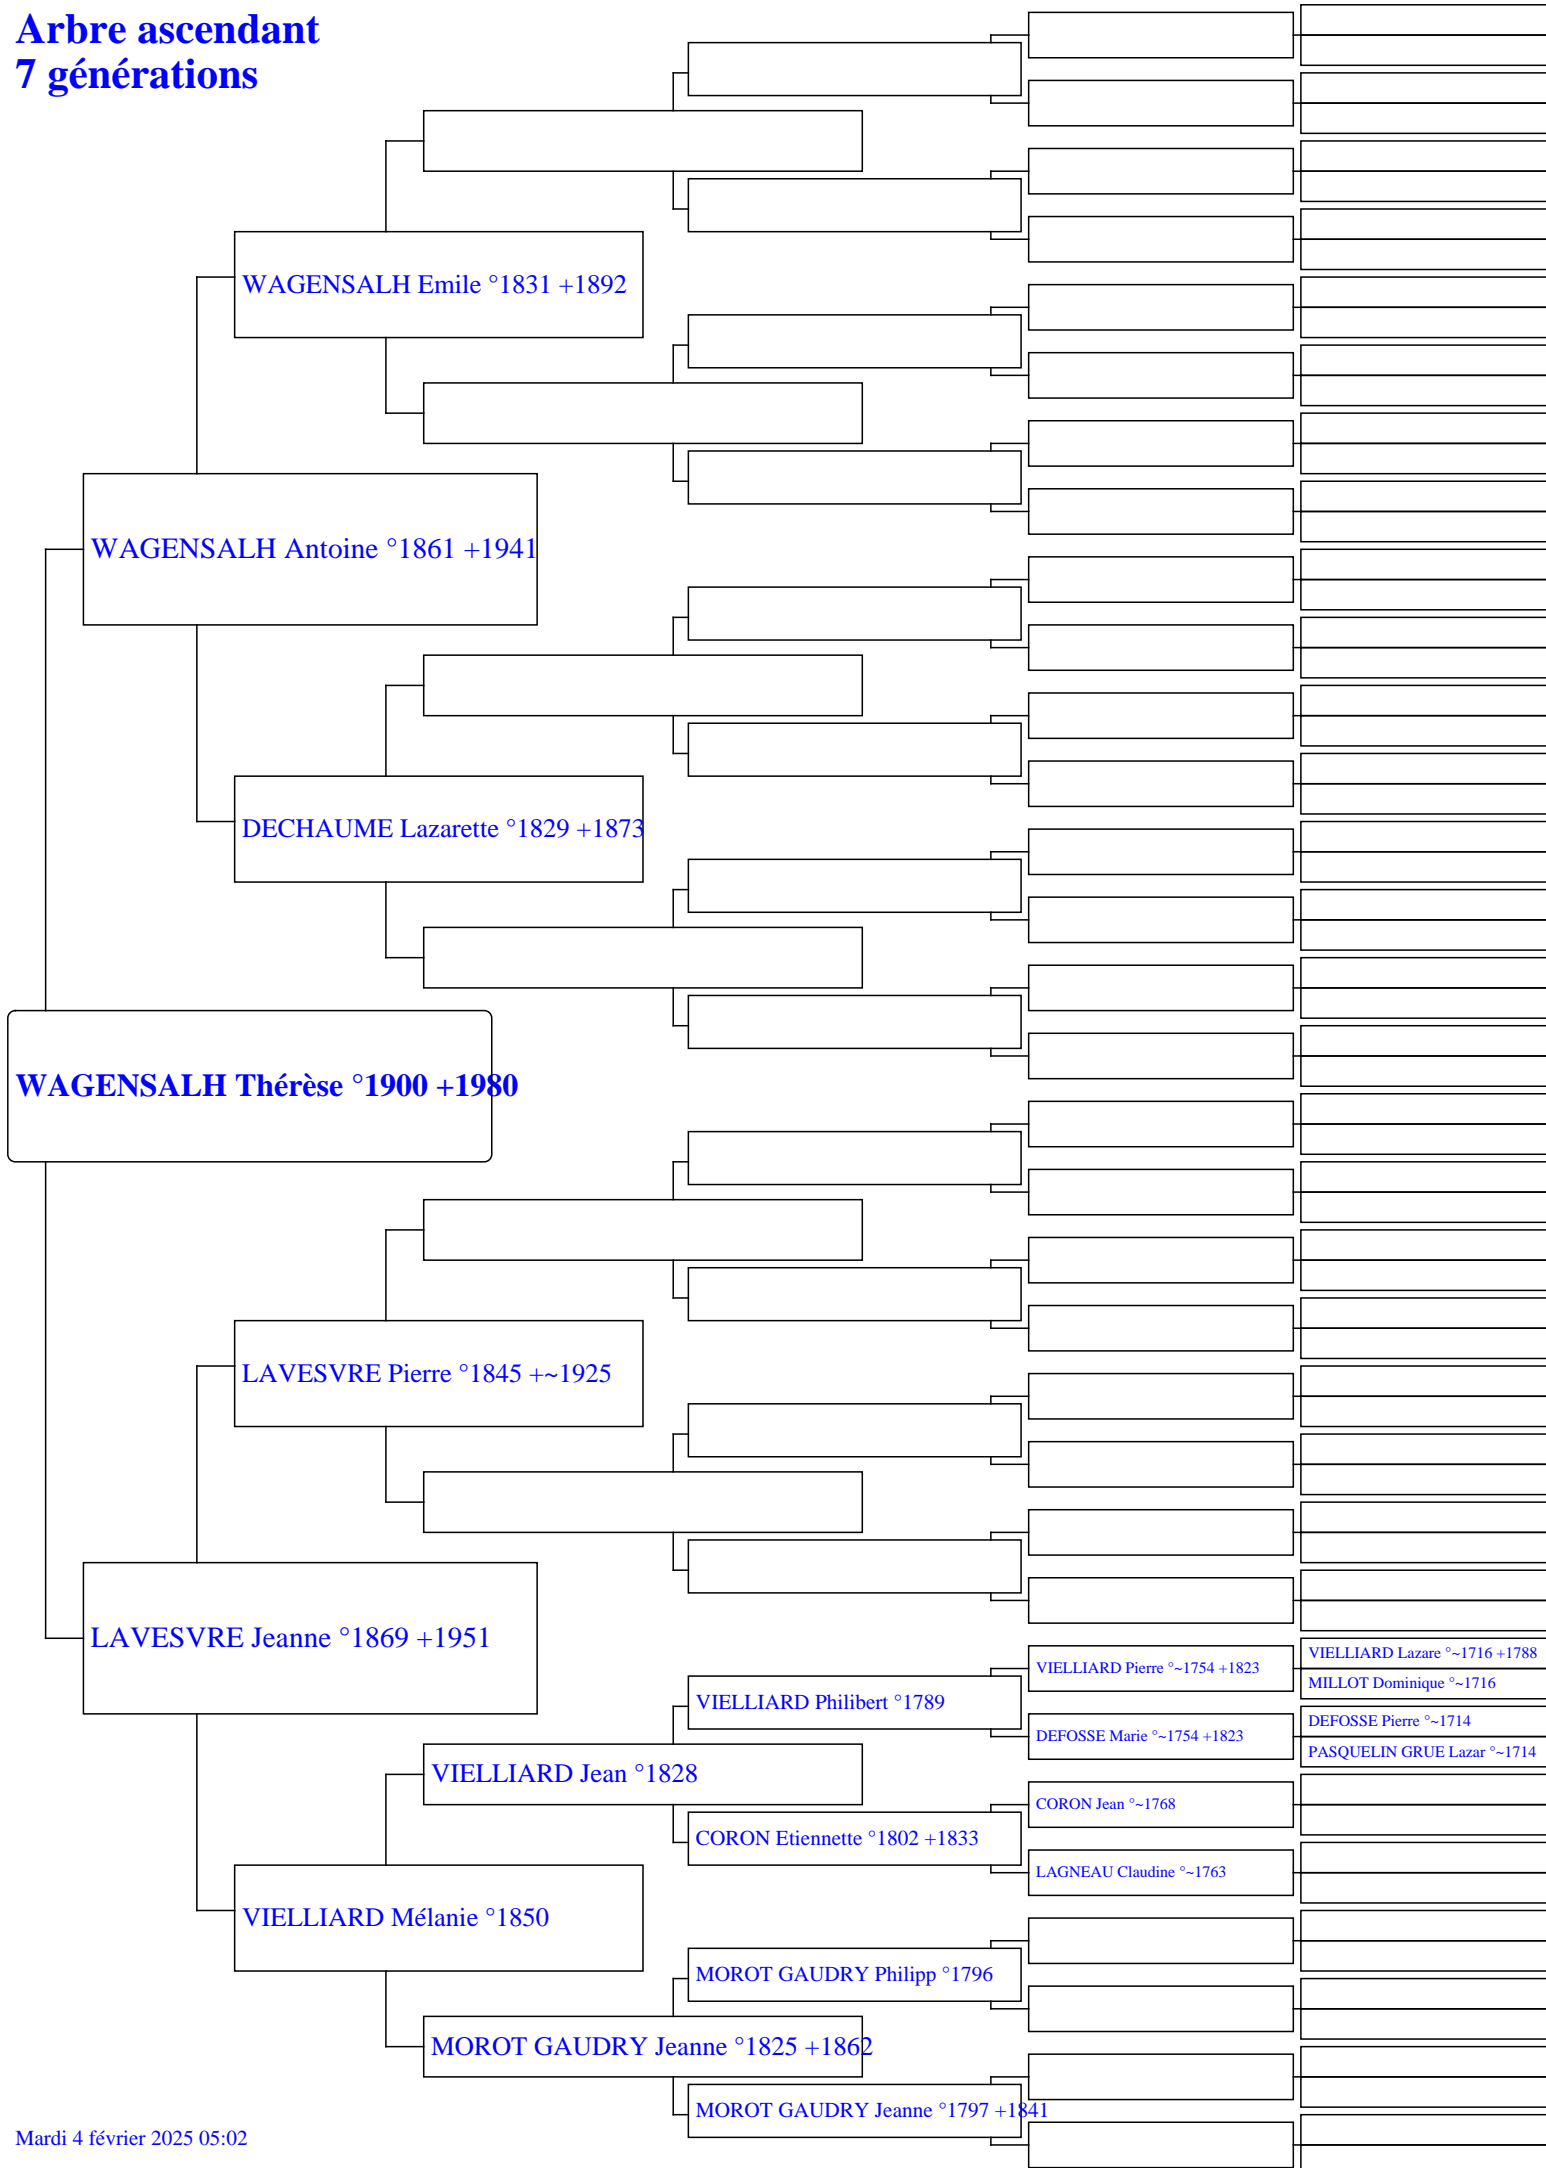 Arbre ascendant
7 générations
WAGENSALH Emile °1831 +1892
WAGENSALH Antoine °1861 +1941
DECHAUME Lazarette °1829 +1873
WAGENSALH Thérèse °1900 +1980
LAVESVRE Pierre °1845 +~1925
LAVESVRE Jeanne °1869 +1951
VIELLIARD Lazare °~1716 +1788
VIELLIARD Pierre °~1754 +1823
MILLOT Dominique °~1716
VIELLIARD Philibert °1789
DEFOSSE Pierre °~1714
DEFOSSE Marie °~1754 +1823
PASQUELIN GRUE Lazar °~1714
VIELLIARD Jean °1828
CORON Jean °~1768
CORON Etiennette °1802 +1833
LAGNEAU Claudine °~1763
VIELLIARD Mélanie °1850
MOROT GAUDRY Philipp °1796
MOROT GAUDRY Jeanne °1825 +1862
MOROT GAUDRY Jeanne °1797 +1841
Mardi 4 février 2025 05:02